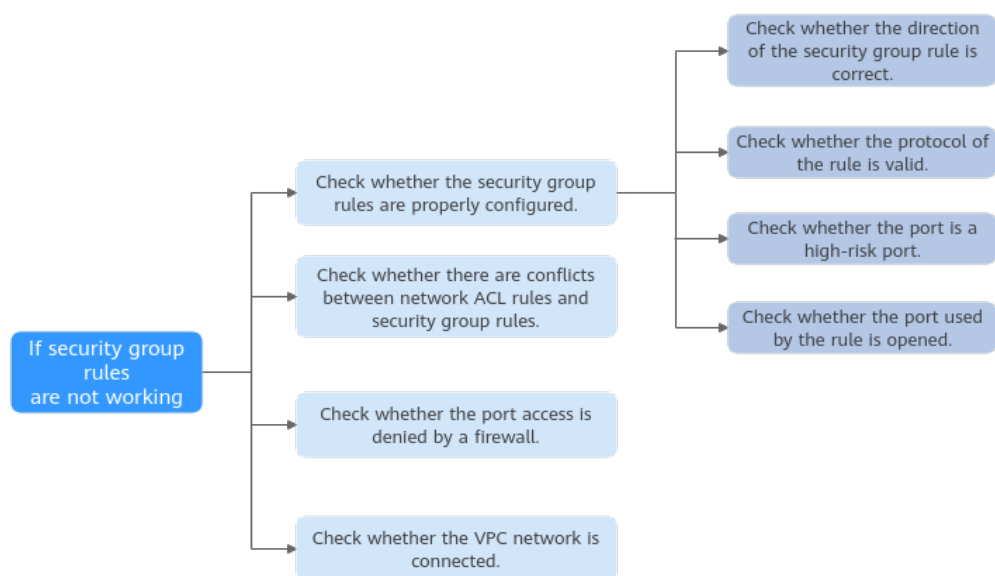 If security group
rules
are not working
Check whether the security group
rules are properly configured.
Check whether there are conflicts
between network ACL rules and
security group rules.
Check whether the port access is
denied by a firewall.
Check whether the VPC network is
connected.
Check whether the direction
of the security group rule is
correct.
Check whether the protocol of
the rule is valid.
Check whether the port is a
high-risk port.
Check whether the port used
by the rule is opened.